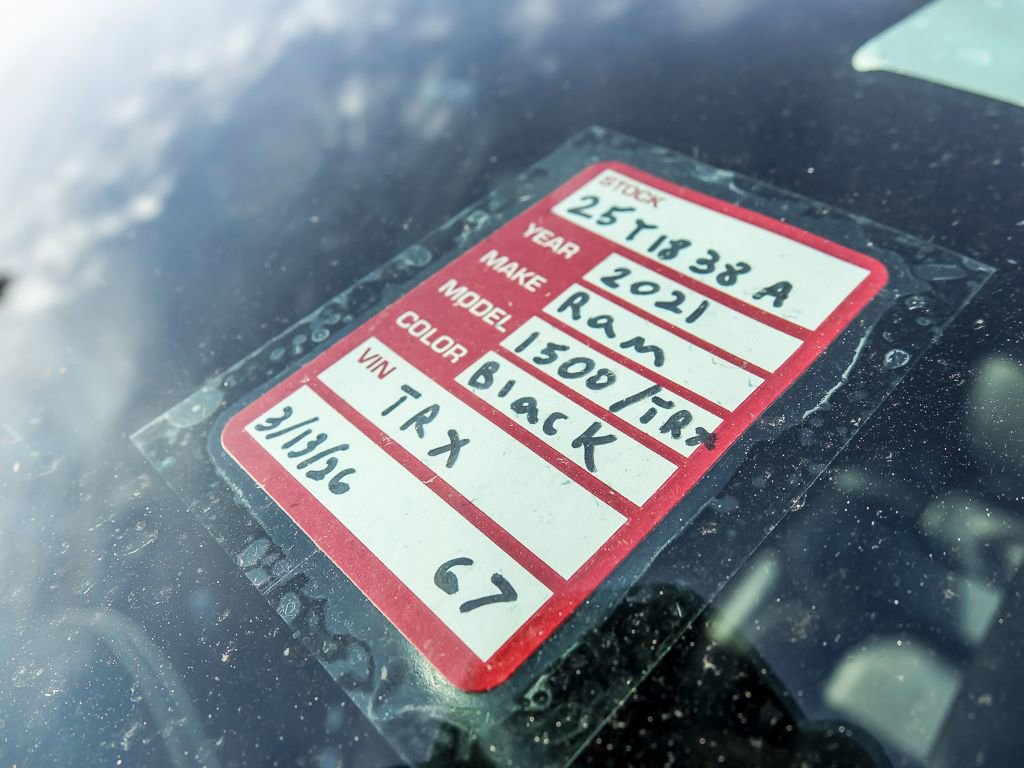 STOCK
25T1838A
YEAR 2021
MAKE Ram
MODEL 1500/TRX
COLOR Black
VIN TRX
3/13/26
67